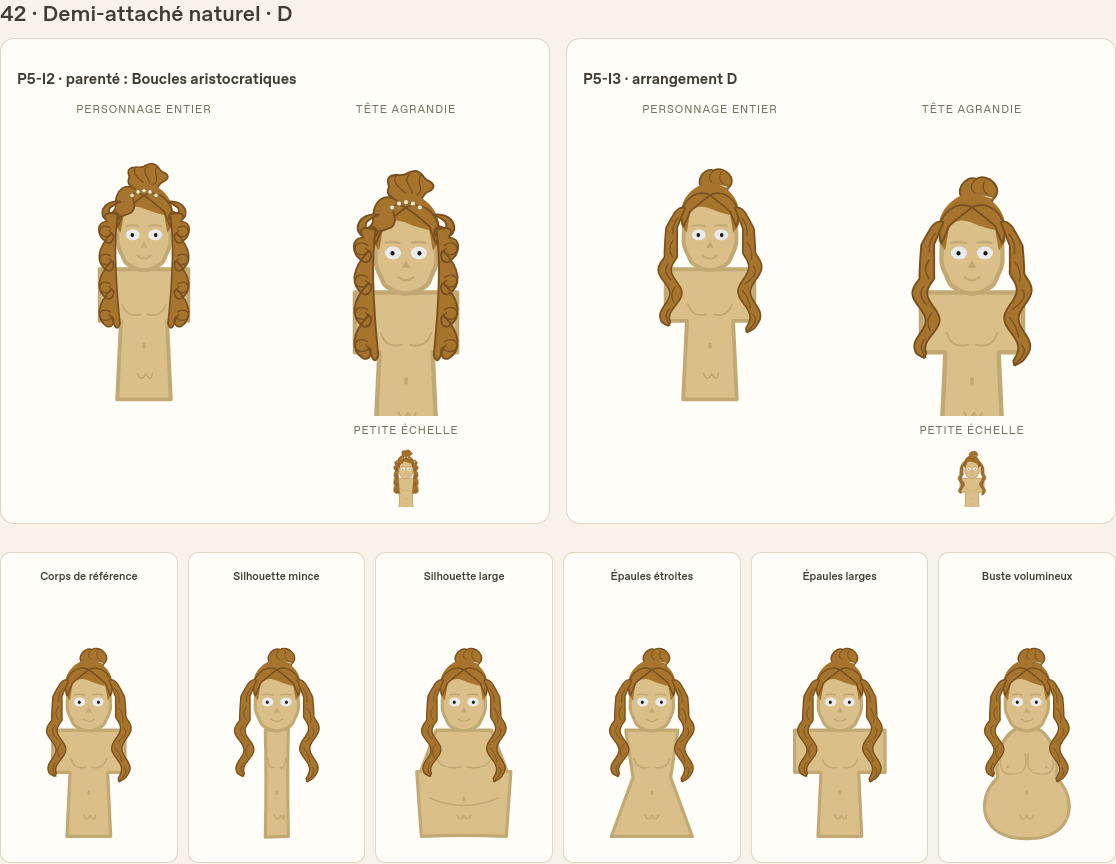 42 · Demi-attaché naturel · D
P5-I2 · parenté : Boucles aristocratiques
PERSONNAGE ENTIER
TÊTE AGRANDIE
PETITE ÉCHELLE
P5-I3 · arrangement D
PERSONNAGE ENTIER
TÊTE AGRANDIE
PETITE ÉCHELLE
Corps de référence
Silhouette mince
Silhouette large
Épaules étroites
Épaules larges
Buste volumineux